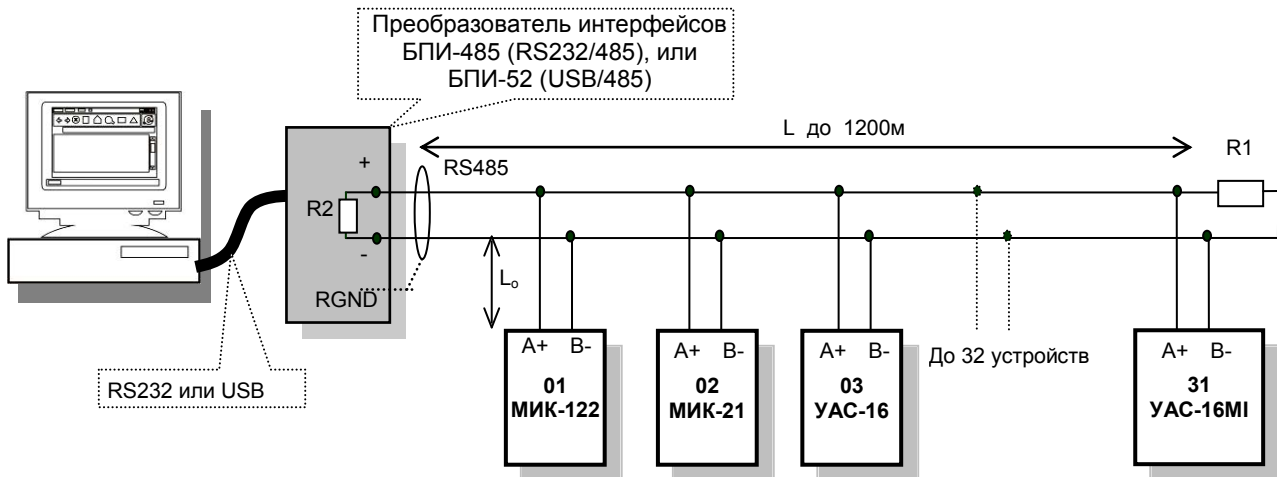 Преобразователь интерфейсов
БПИ-485 (RS232/485), или
БПИ-52 (USB/485)
L до 1200м
R1
RS485
+
R2
-
RGND
Lо
RS232 или USB
A+ B-
01
МИК-122
A+ B-
02
МИК-21
A+ B-
03
УАС-16
До 32 устройств
A+ B-
31
УАС-16MI